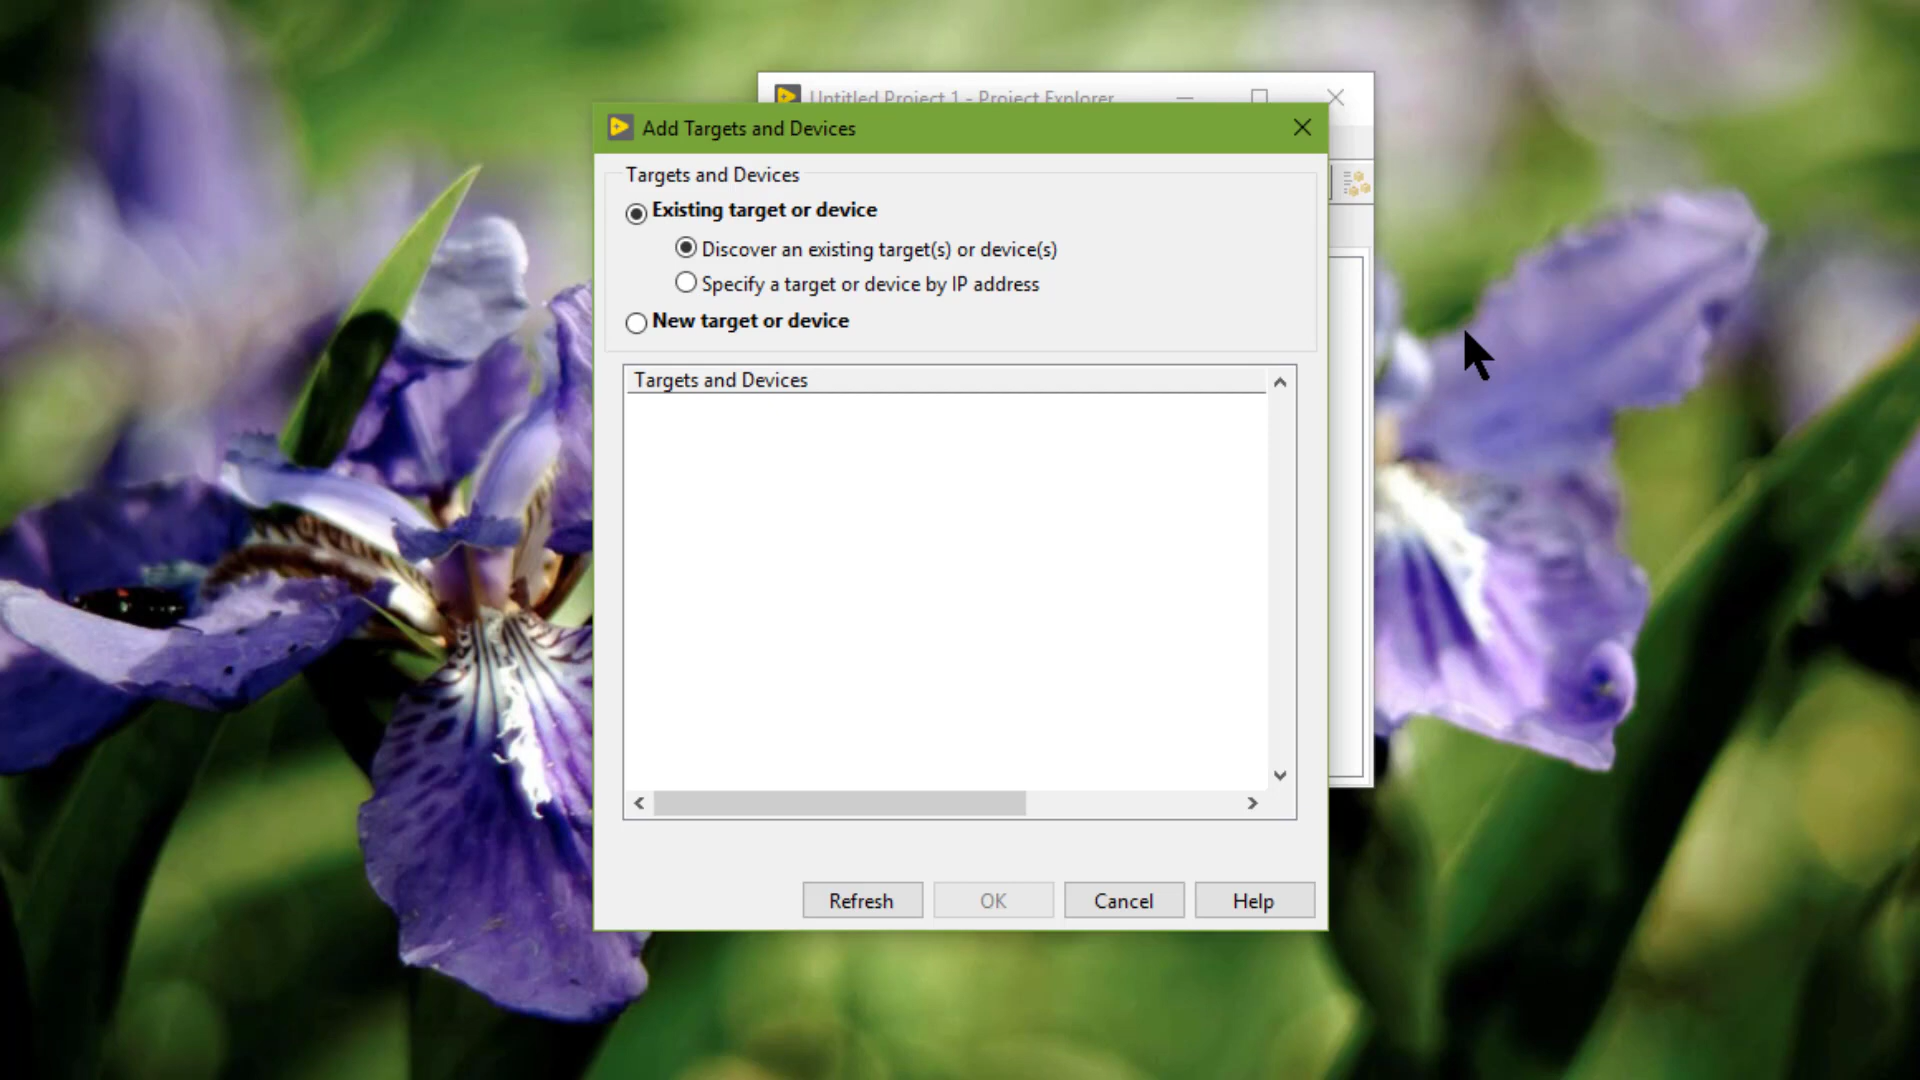 Untitled Project 1 - Project Explorer
Add Targets and Devices
Targets and Devices
Existing target or device
Discover an existing target(s) or device(s)
Specify a target or device by IP address
New target or device
Targets and Devices
Refresh
OK
Cancel
Help